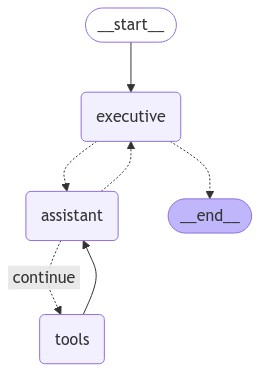 __start__
executive
assistant
__end__
continue
tools